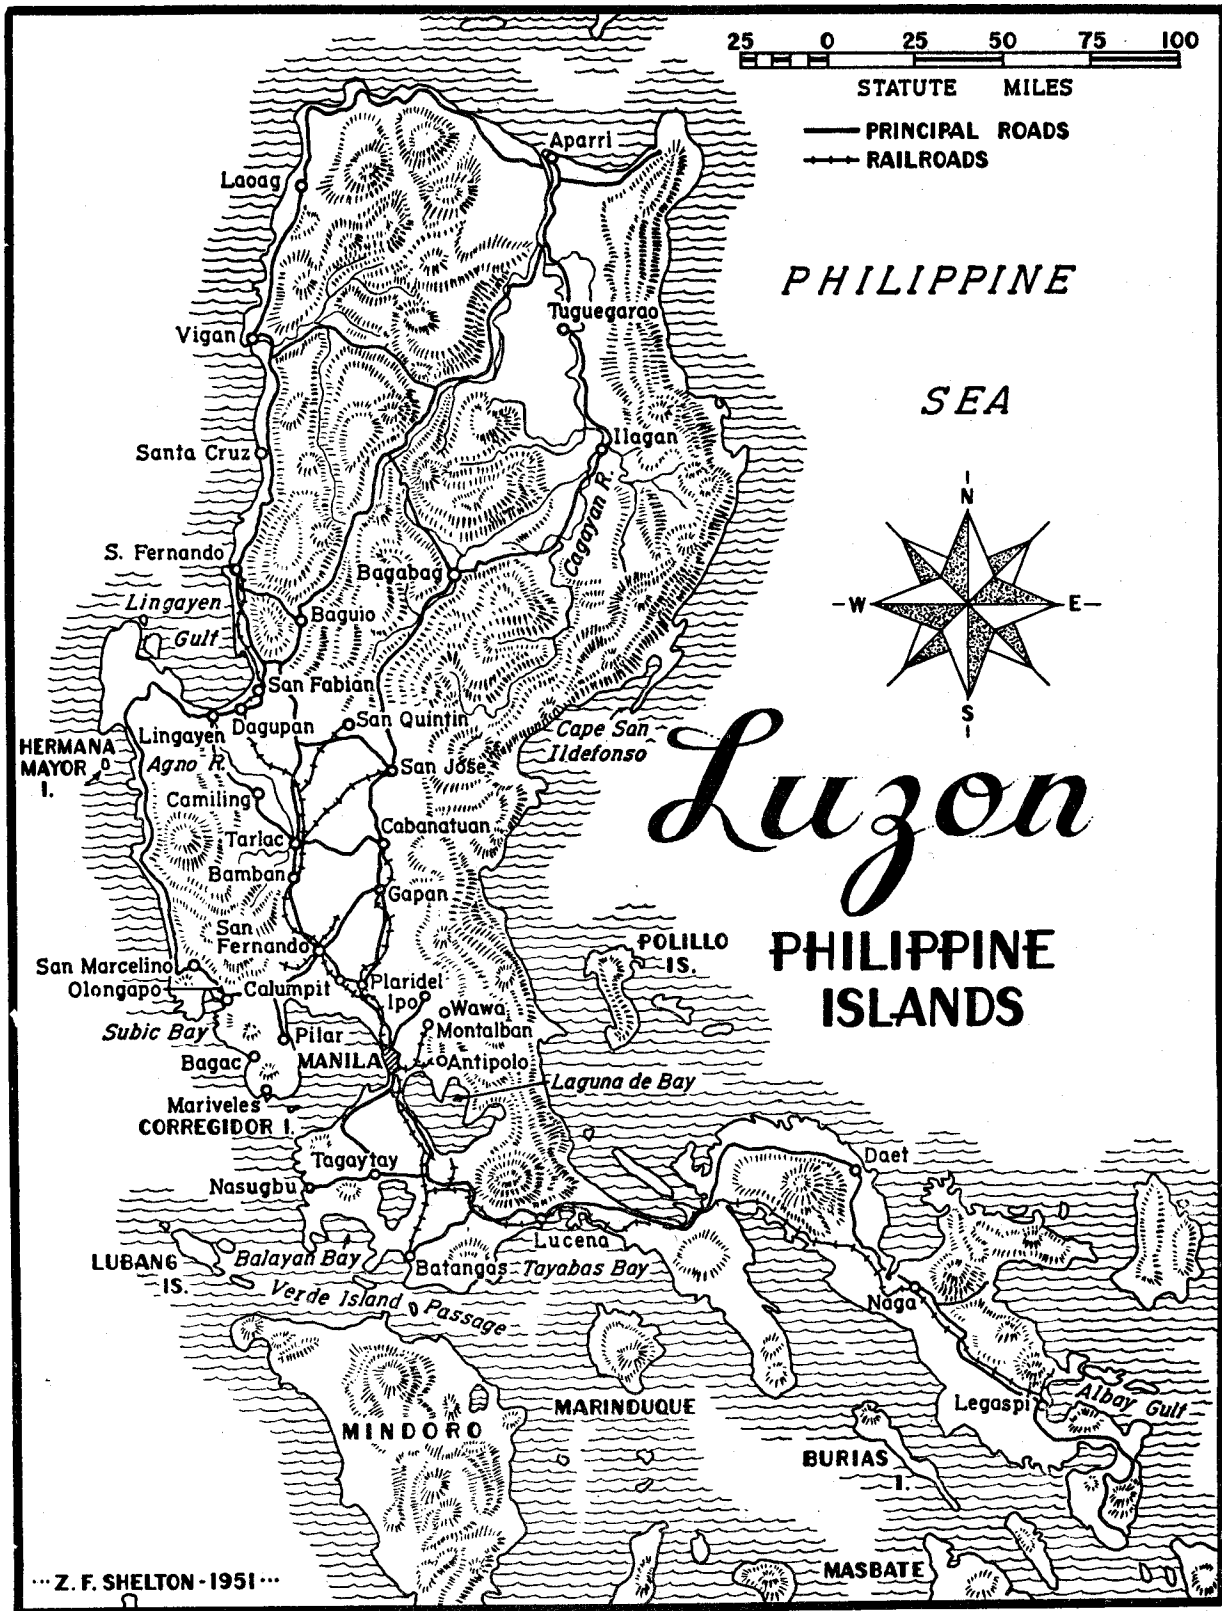 25 0 25 50 75 100
STATUTE MILES
PRINCIPAL ROADS
RAILROADS
Aparri
Laoag
PHILIPPINE
SEA
Tuguegarao
Vigan
Ilagan
Santa Cruz
Cagayan R.
N
W
E
S
S. Fernando
Bagabag
Lingayen
Gulf
Baguio
San Fabian
Dagupan
San Quintin
Cape San
Ildefonso
Lingayen
HERMANA
MAYOR
I.
Agno R.
San José
Luzon
PHILIPPINE
ISLANDS
Camiling
Cabanatuan
Tarlac
Bamban
Gapan
San
Fernando
POLILLO
IS.
San Marcelino
Olongapo
Calumpit
Plaridel
Ipo
Wawa
Subic Bay
Pilar
Montalban
Bagac
MANILA
Antipolo
Laguna de Bay
Mariveles
CORREGIDOR I.
Tagaytay
Daet
Nasugbu
Lucena
LUBANG
IS.
Balayan Bay
Batangas
Tayabas Bay
Verde Island Passage
Naga
MARINDUQUE
Legaspi
Albay Gulf
MINDORO
BURIAS
I.
MASBATE
... Z. F. SHELTON - 1951 ...